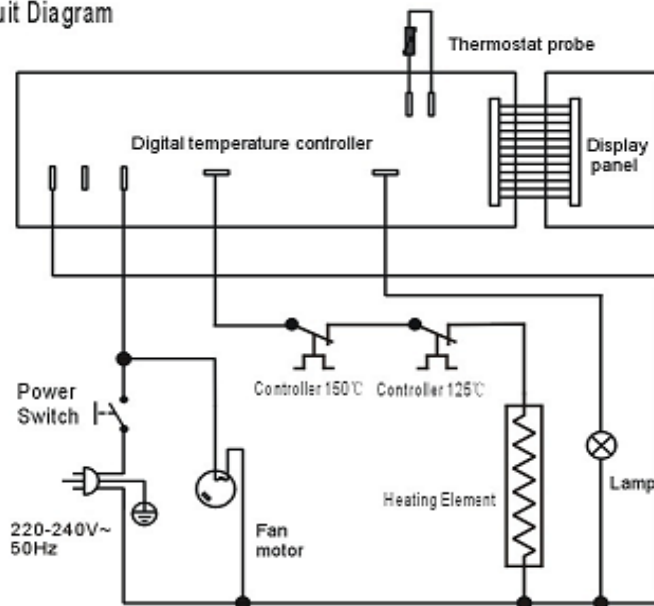 Diagram
Thermostat probe
Digital temperature controller
Display
panel
Controller 150℃
Controller 125℃
Power
Switch
Heating Element
Lamp
220-240V~
50Hz
Fan
motor